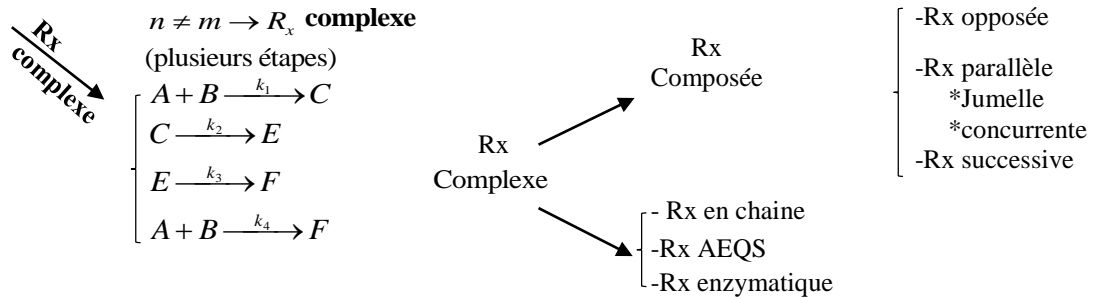 Rx complexe
n ≠ m → Rₓ complexe
(plusieurs étapes)
A + B —k₁→ C
C —k₂→ E
E —k₃→ F
A + B —k₄→ F
Rx
Complexe
Rx
Composée
-Rx opposée
-Rx parallèle
*Jumelle
*concurrente
-Rx successive
- Rx en chaine
-Rx AEQS
-Rx enzymatique